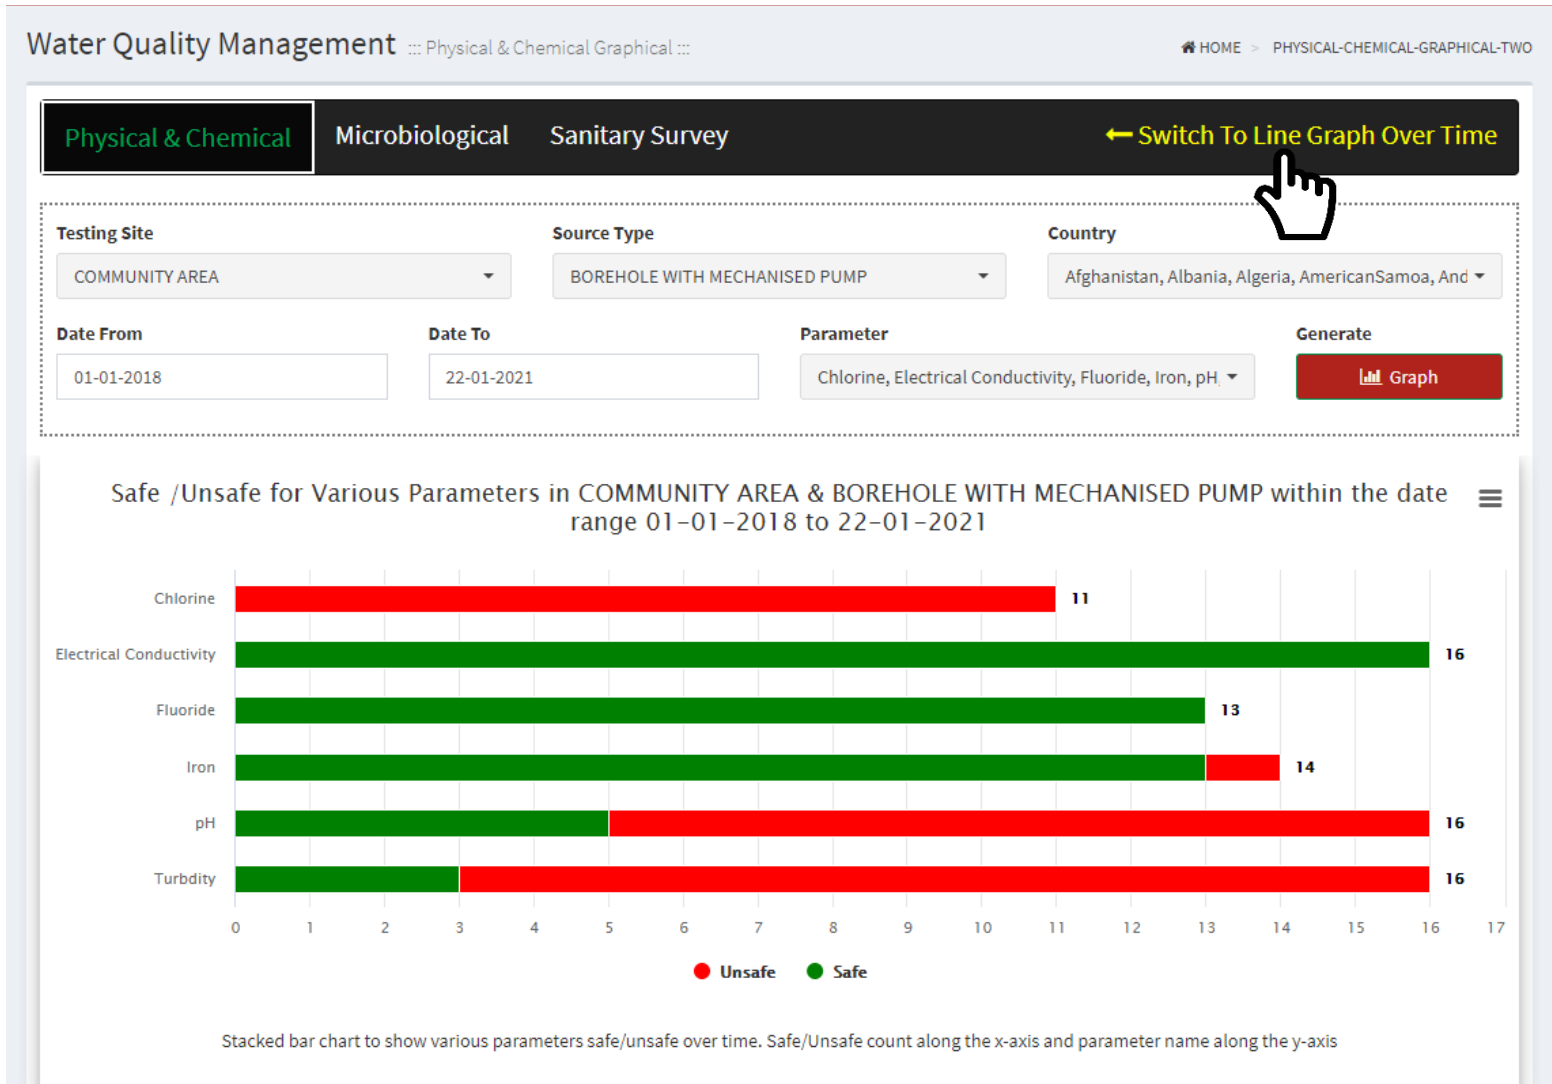 Water Quality Management ::: Physical & Chemical Graphical :::
HOME > PHYSICAL-CHEMICAL-GRAPHICAL-TWO
Physical & Chemical Microbiological Sanitary Survey Switch To Line Graph Over Time
Testing Site Source Type Country
COMMUNITY AREA BOREHOLE WITH MECHANISED PUMP Afghanistan, Albania, Algeria, AmericanSamoa, And
Date From Date To Parameter Generate
01-01-2018 22-01-2021 Chlorine, Electrical Conductivity, Fluoride, Iron, pH, Graph
Safe /Unsafe for Various Parameters in COMMUNITY AREA & BOREHOLE WITH MECHANISED PUMP within the date
range 01-01-2018 to 22-01-2021
Chlorine 11
Electrical Conductivity 16
Fluoride 13
Iron 14
pH 16
Turbdity 16
0 1 2 3 4 5 6 7 8 9 10 11 12 13 14 15 16 17
Unsafe Safe
Stacked bar chart to show various parameters safe/unsafe over time. Safe/Unsafe count along the x-axis and parameter name along the y-axis